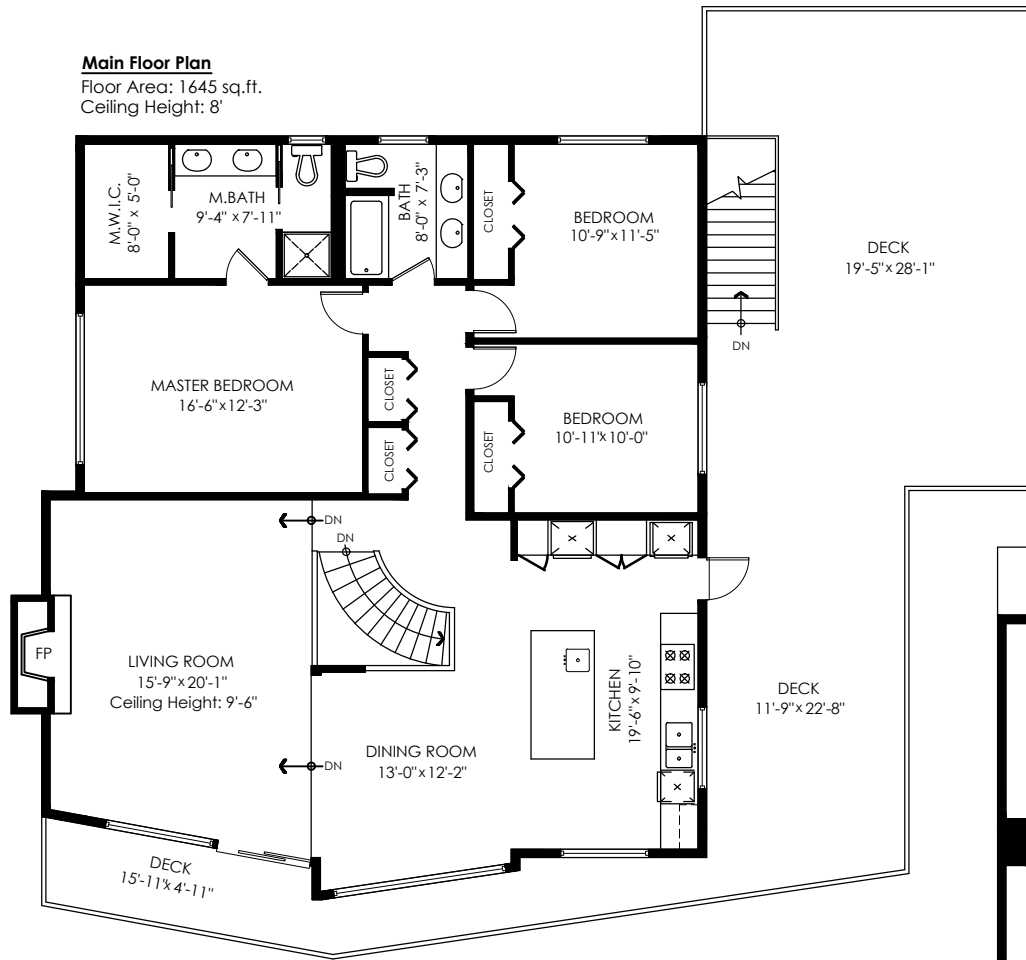 Main Floor Plan
Floor Area: 1645 sq.ft.
Ceiling Height: 8'
M.W.I.C.
8'-0" x 5'-0"
M.BATH
9'-4" x 7'-11"
BATH
8'-0" x 7'-3"
CLOSET
BEDROOM
10'-9" x 11'-5"
DECK
19'-5" x 28'-1"
DN
MASTER BEDROOM
16'-6" x 12'-3"
CLOSET
CLOSET
CLOSET
BEDROOM
10'-11" x 10'-0"
DN
DN
X
X
FP
LIVING ROOM
15'-9" x 20'-1"
Ceiling Height: 9'-6"
KITCHEN
19'-6" x 9'-10"
DECK
11'-9" x 22'-8"
DINING ROOM
13'-0" x 12'-2"
DN
X
DECK
15'-11" x 4'-11"